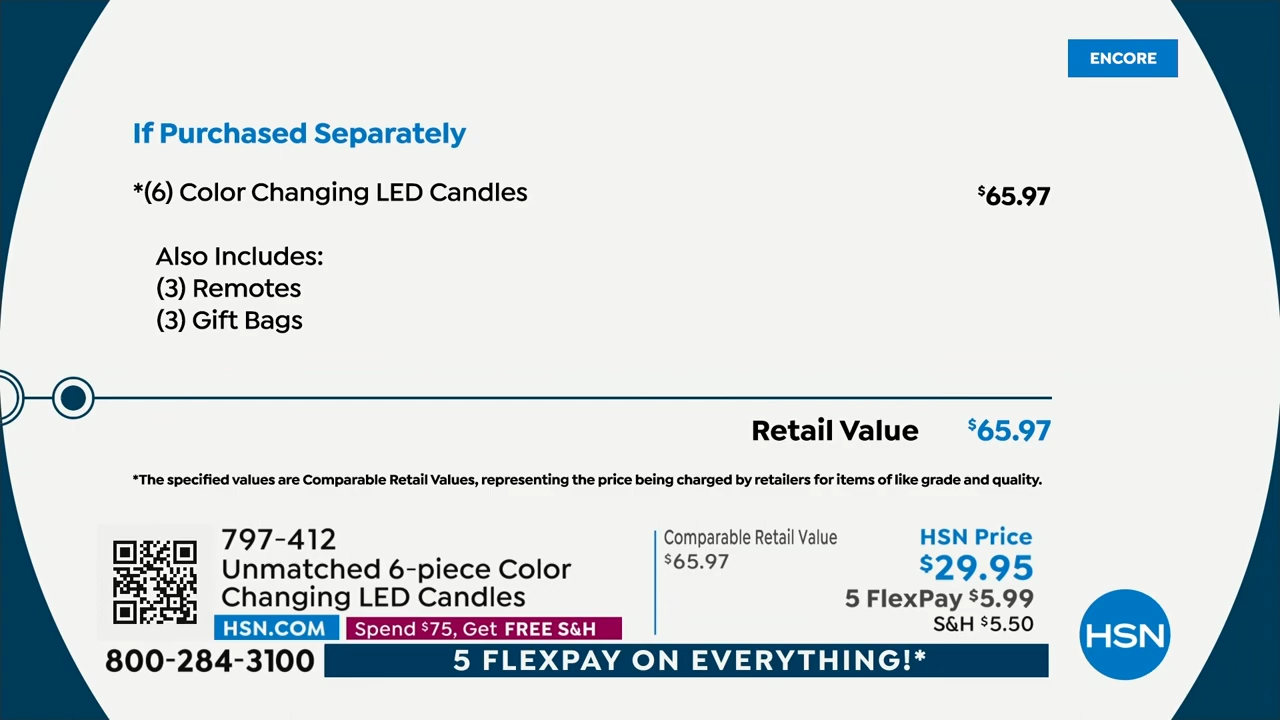 ENCORE
If Purchased Separately
*(6) Color Changing LED Candles $65.97
Also Includes:
(3) Remotes
(3) Gift Bags
Retail Value $65.97
*The specified values are Comparable Retail Values, representing the price being charged by retailers for items of like grade and quality.
797-412
Unmatched 6-piece Color
Changing LED Candles
HSN.COM Spend $75, Get FREE S&H
Comparable Retail Value
$65.97
HSN Price
$29.95
5 FlexPay $5.99
S&H $5.50
HSN
800-284-3100 5 FLEXPAY ON EVERYTHING!*